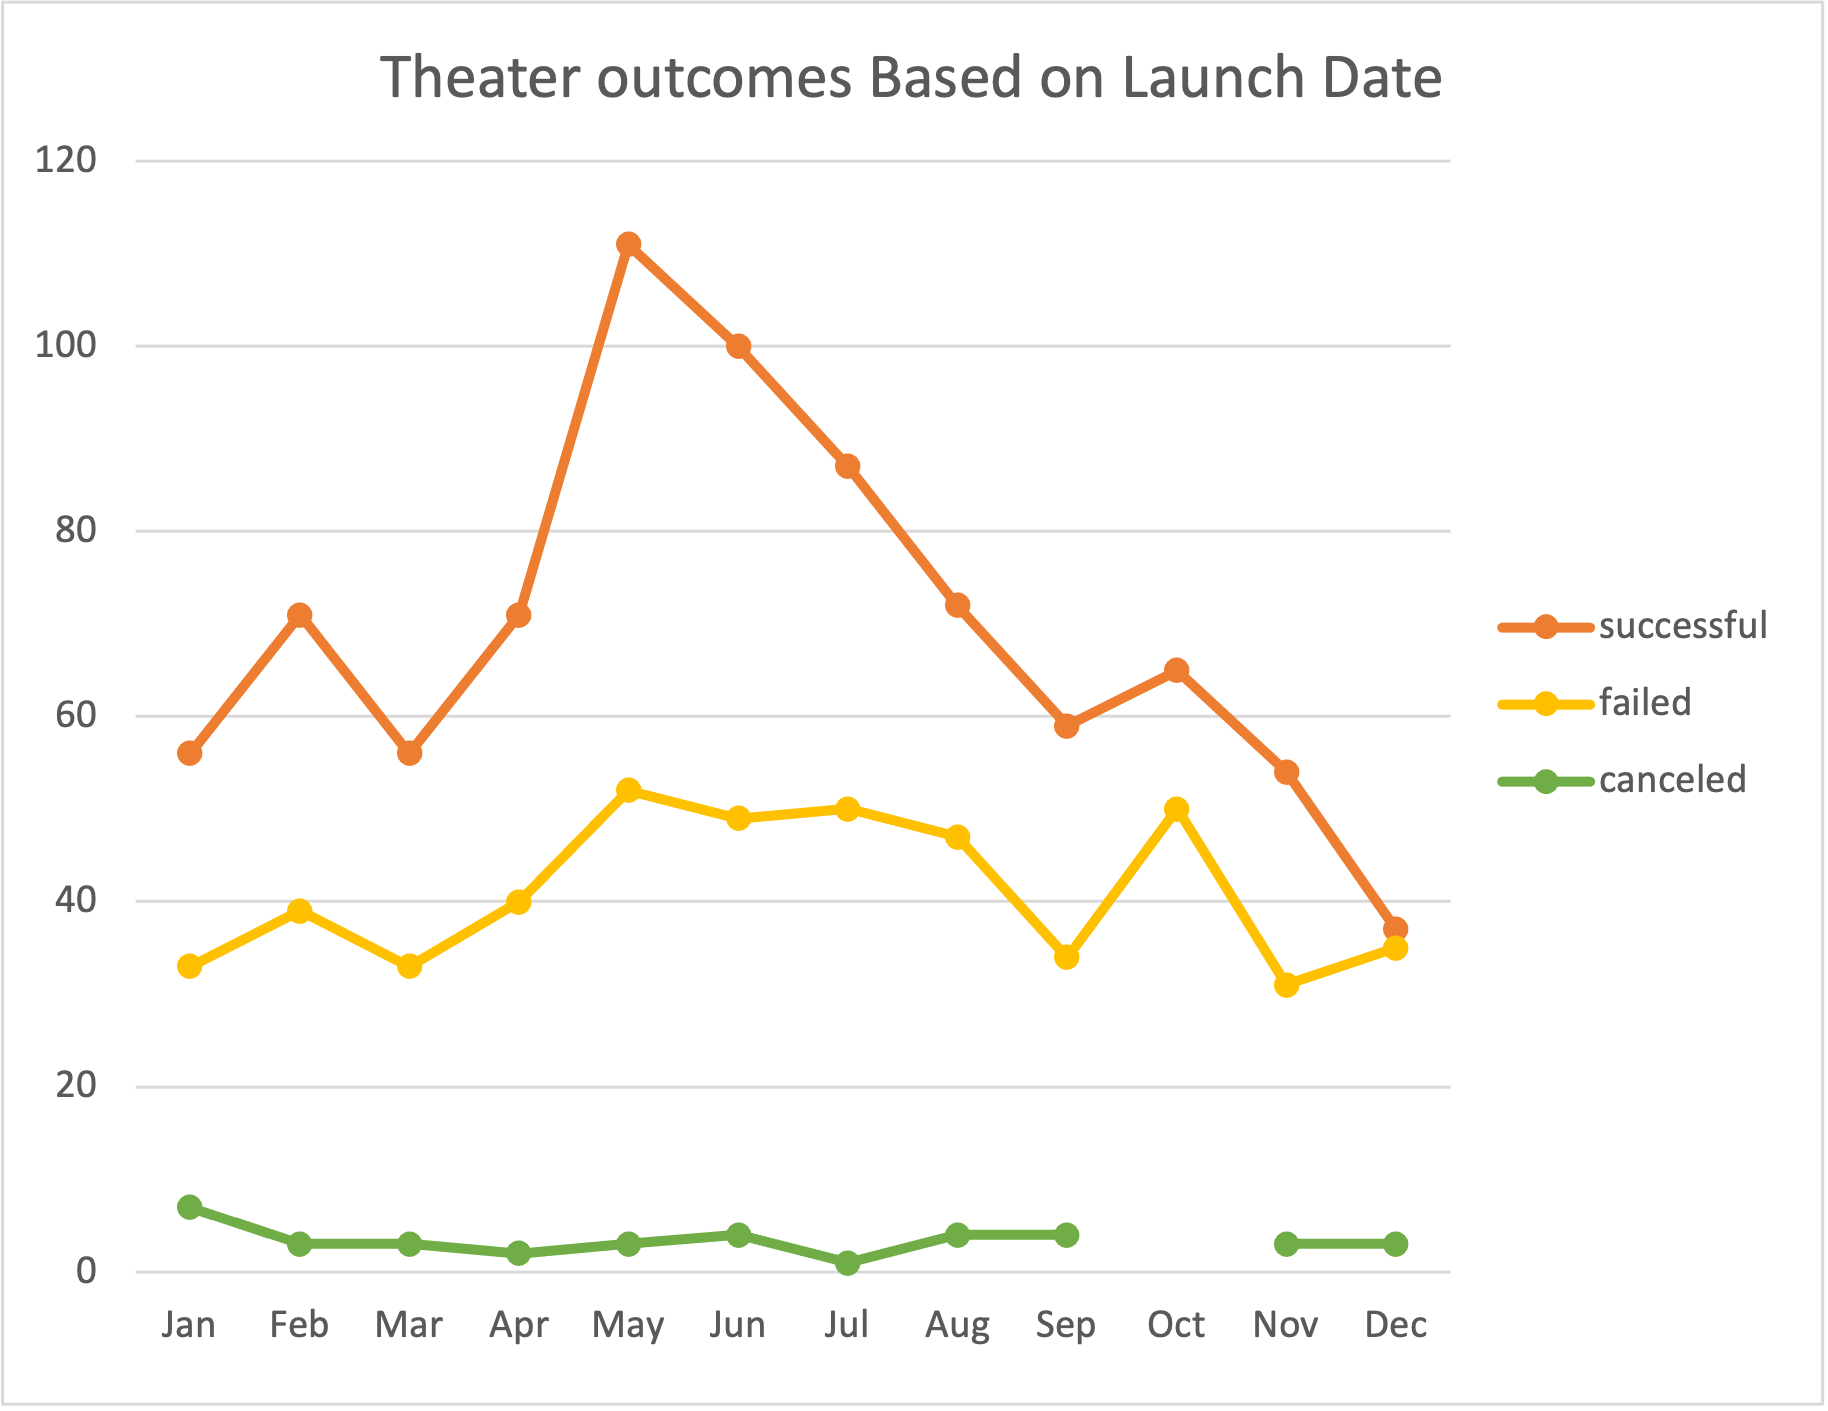 Theater outcomes Based on Launch Date
120
100
80
60
40
20
0
Jan Feb Mar Apr May Jun Jul Aug Sep Oct Nov Dec
successful
failed
canceled